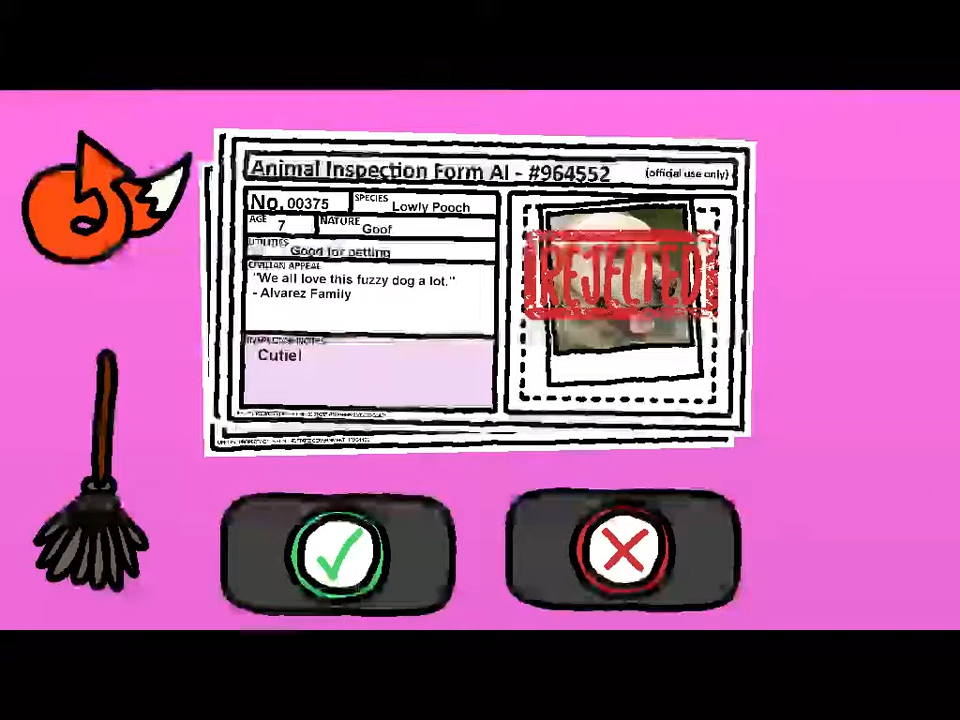 Animal Inspection Form AI - #964552
(official use only)
No. 00375
SPECIES
Lowly Pooch
AGE
7
NATURE
Goof
UTILITIES
Good for petting
CIVILIAN APPEAL
"We all love this fuzzy dog a lot."
- Alvarez Family
Cutie!
REJECTED